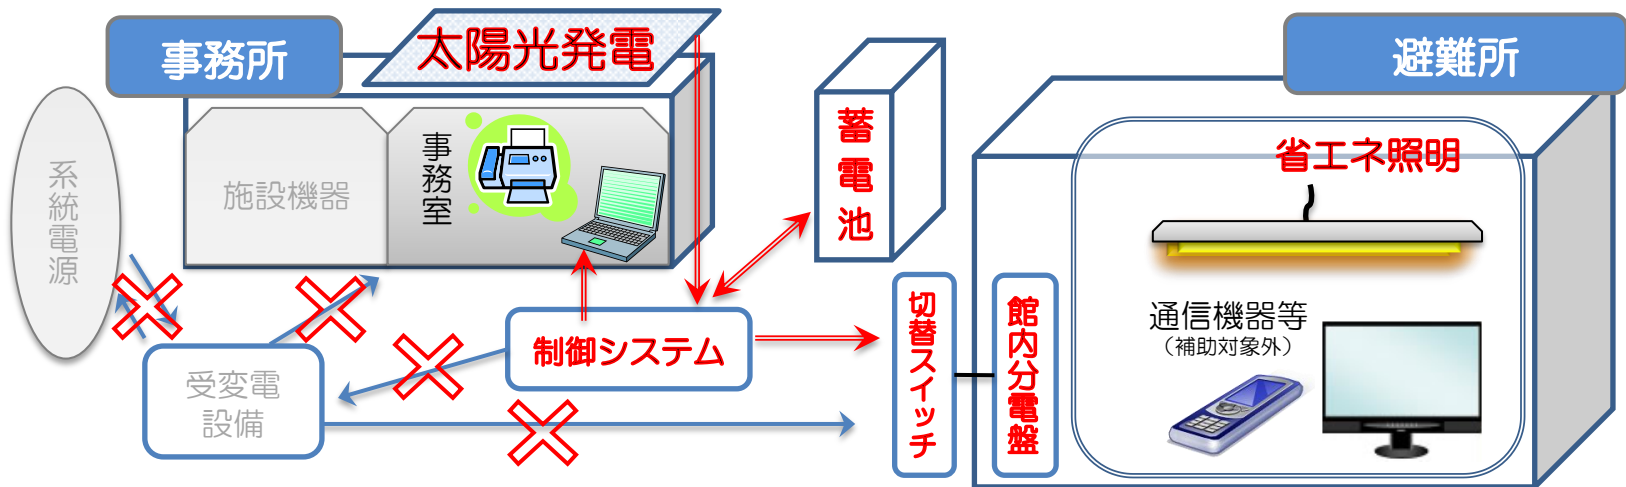 事務所
太陽光発電
避難所
系統電源
施設機器
事務室
蓄電池
省エネ照明
制御システム
切替スイッチ
館内分電盤
通信機器等
（補助対象外）
受変電
設備